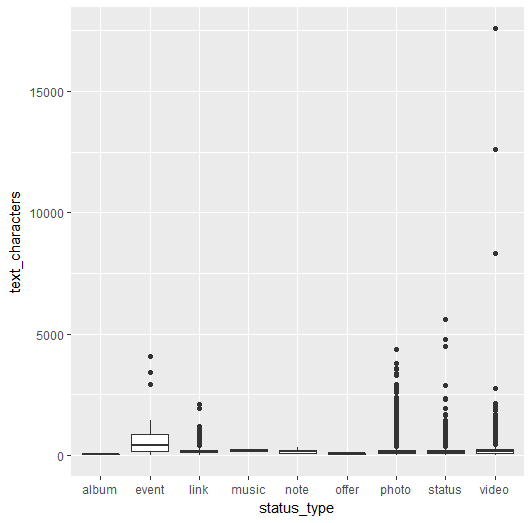 text_characters
15000
10000
5000
0
album event link music note offer photo status video
status_type